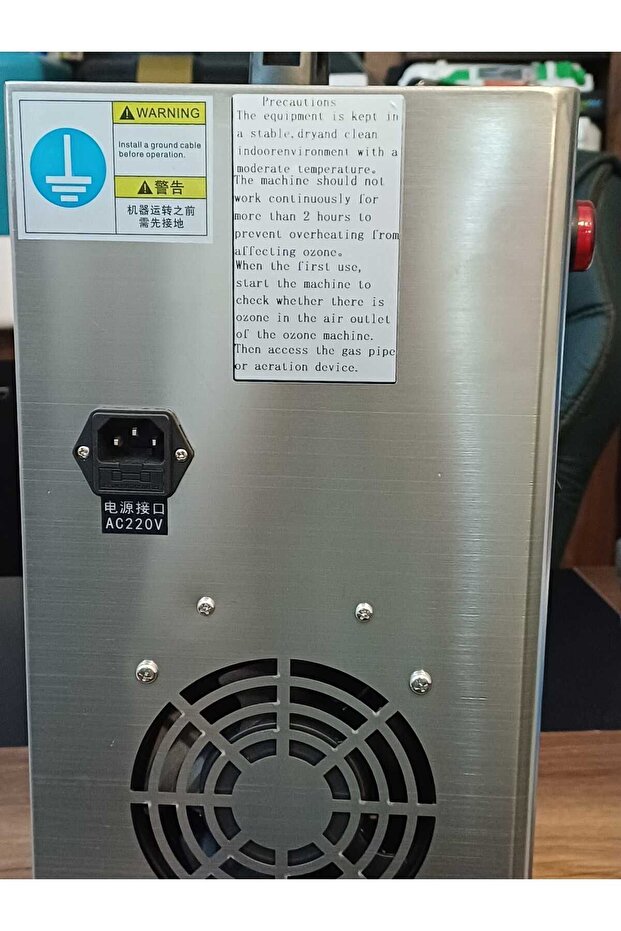 WARNING
Install a ground cable
before operation.
警告
机器运转之前
需先接地
Precautions
The equipment is kept in
a stable,dryand clean
indoorenvironment with a
moderate temperature。
The machine should not
work continuously for
more than 2 hours to
prevent overheating from
affecting ozone。
When the first use,
start the machine to
check whether there is
ozone in the air outlet
of the ozone machine.
Then access the gas pipe
or aeration device.
电源接口
AC220V